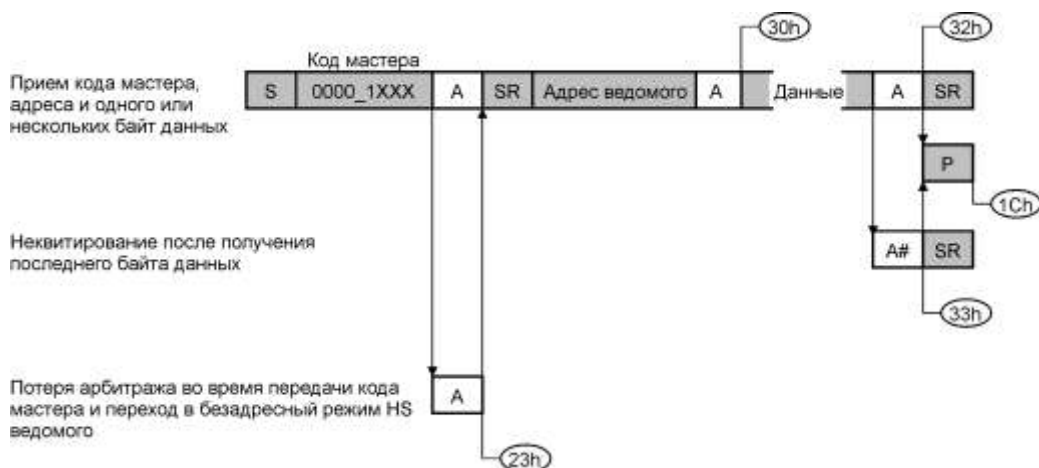 30h
32h
Код мастера
Прием кода мастера,
адреса и одного или
нескольких байт данных
S 0000_1XXX A SR Адрес ведомого A Данные A SR
P
1Ch
Неквитирование после получения
последнего байта данных
A# SR
33h
Потеря арбитража во время передачи кода
мастера и переход в безадресный режим HS
ведомого
A
23h